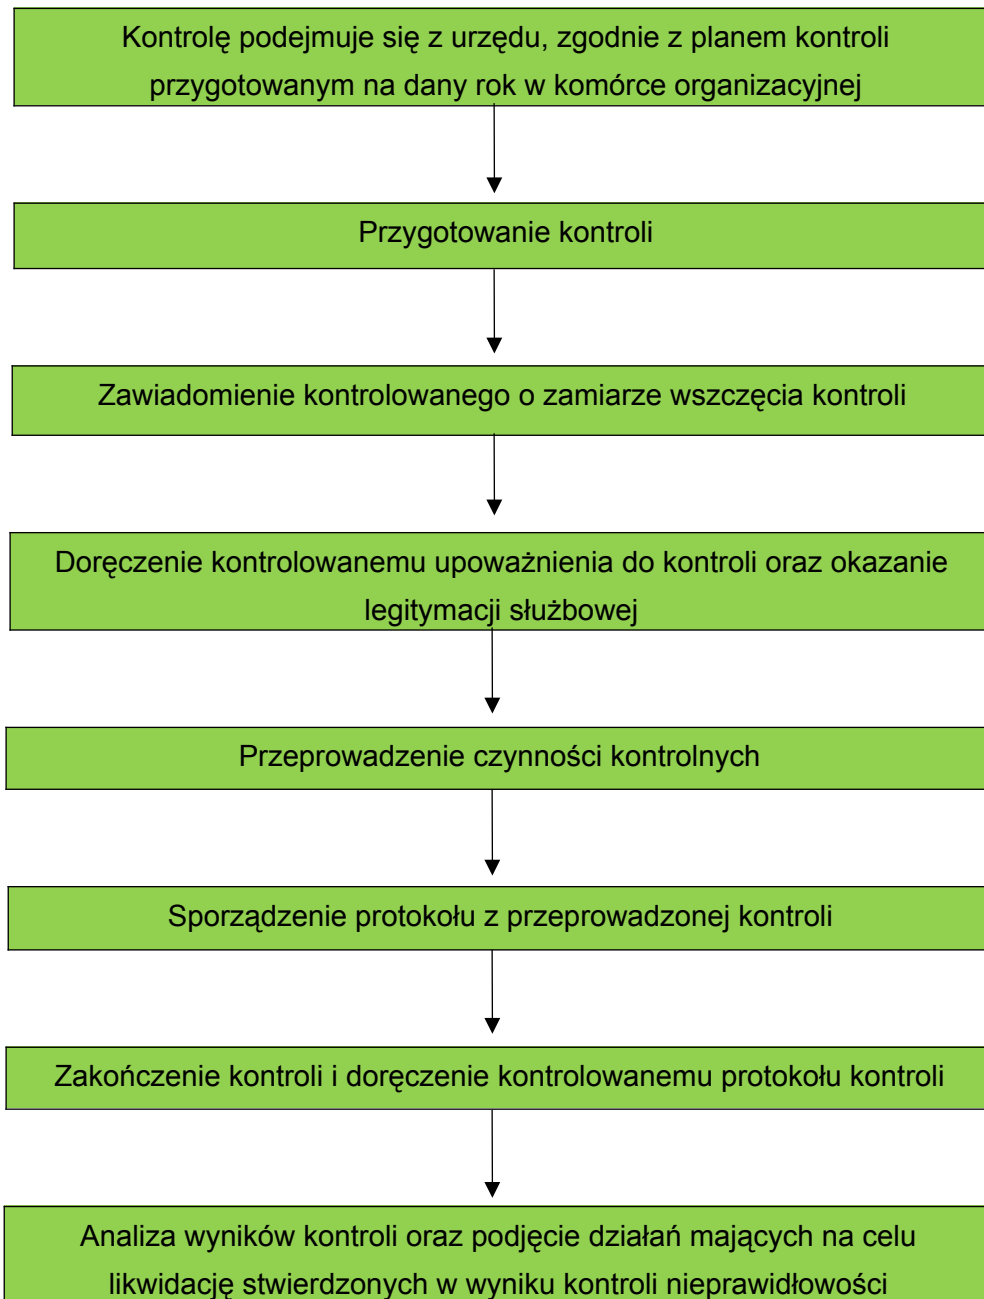 Kontrolę podejmuje się z urzędu, zgodnie z planem kontroli
przygotowanym na dany rok w komórce organizacyjnej
Przygotowanie kontroli
Zawiadomienie kontrolowanego o zamiarze wszczęcia kontroli
Doręczenie kontrolowanemu upoważnienia do kontroli oraz okazanie
legitymacji służbowej
Przeprowadzenie czynności kontrolnych
Sporządzenie protokołu z przeprowadzonej kontroli
Zakończenie kontroli i doręczenie kontrolowanemu protokołu kontroli
Analiza wyników kontroli oraz podjęcie działań mających na celu
likwidację stwierdzonych w wyniku kontroli nieprawidłowości